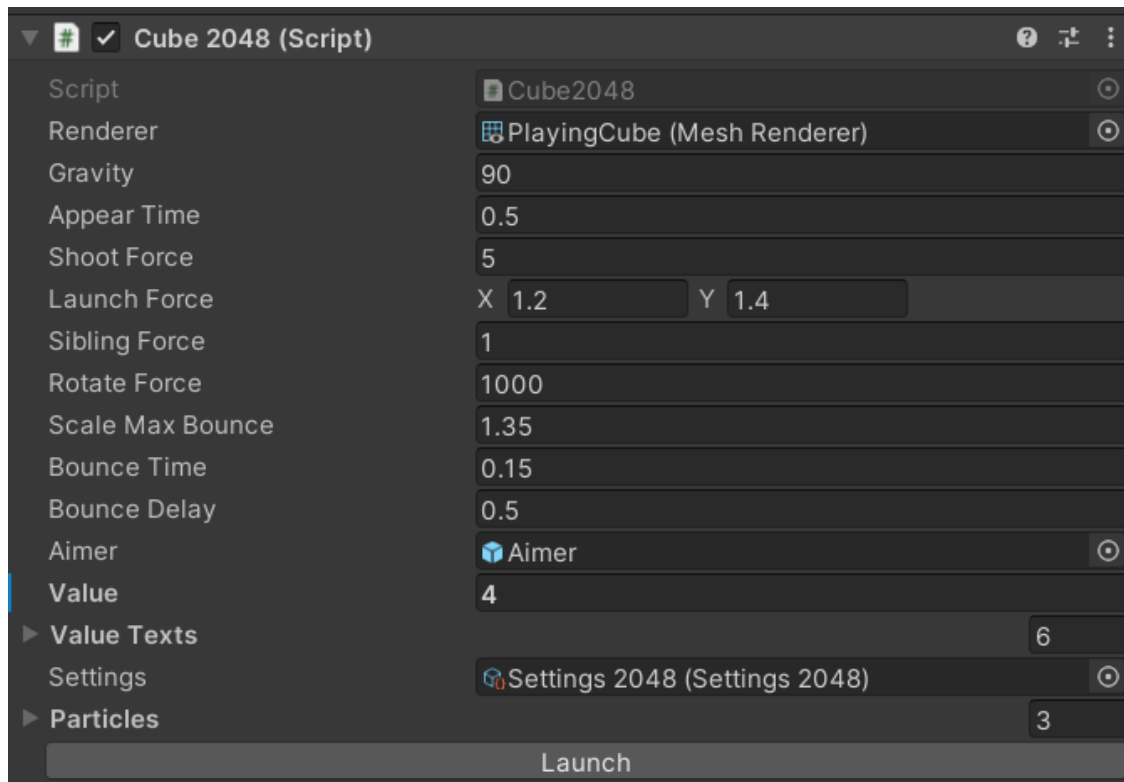 Cube 2048 (Script)
Script Cube2048
Renderer PlayingCube (Mesh Renderer)
Gravity 90
Appear Time 0.5
Shoot Force 5
Launch Force X 1.2 Y 1.4
Sibling Force 1
Rotate Force 1000
Scale Max Bounce 1.35
Bounce Time 0.15
Bounce Delay 0.5
Aimer Aimer
Value 4
Value Texts 6
Settings Settings 2048 (Settings 2048)
Particles 3
Launch